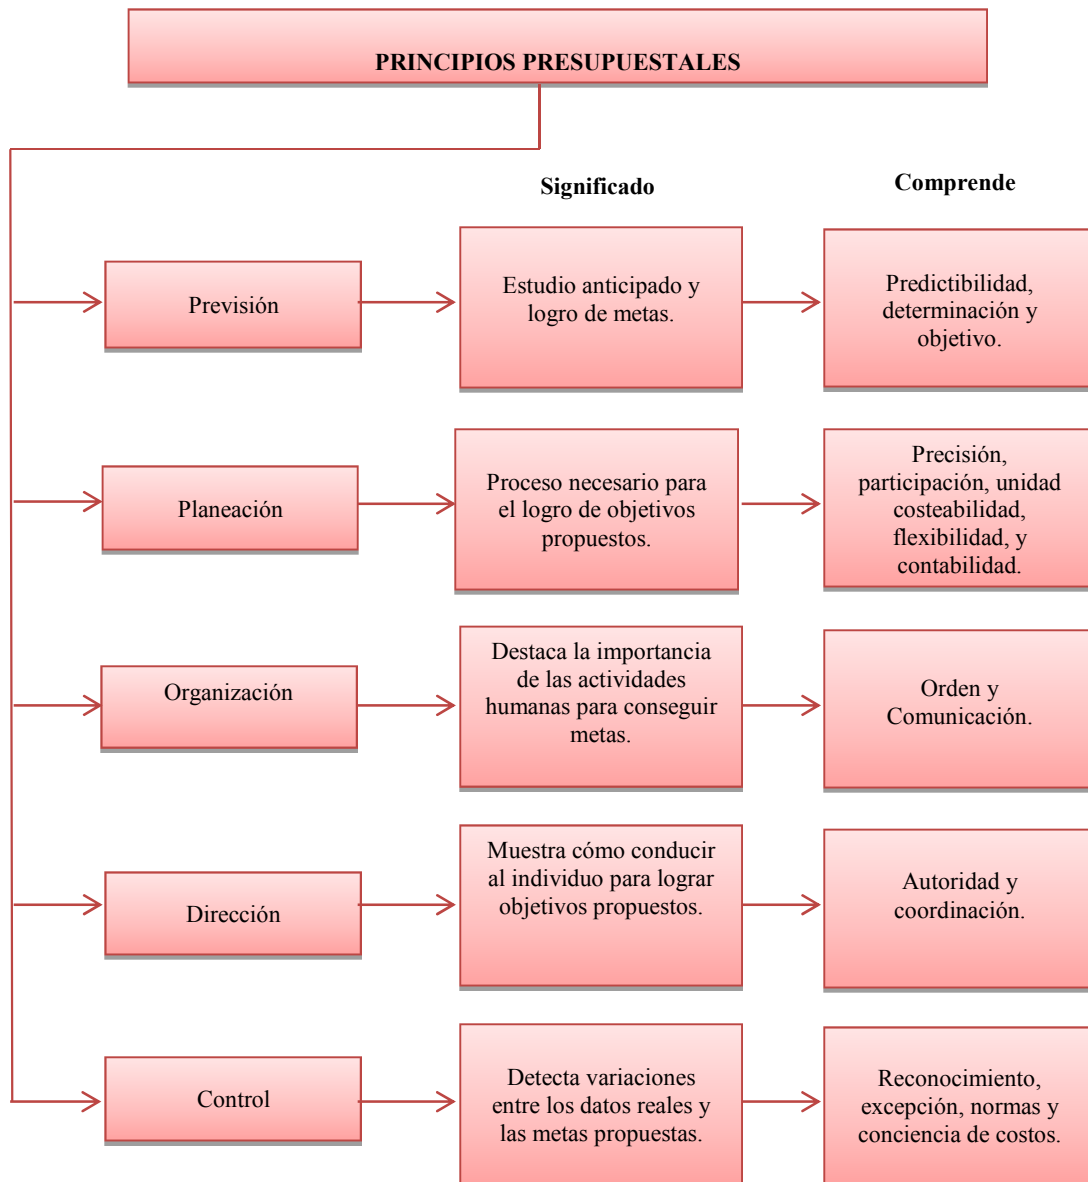 PRINCIPIOS PRESUPUESTALES
Significado
Comprende
Previsión
Estudio anticipado y
logro de metas.
Predictibilidad,
determinación y
objetivo.
Planeación
Proceso necesario para
el logro de objetivos
propuestos.
Precisión,
participación, unidad
costeabilidad,
flexibilidad, y
contabilidad.
Organización
Destaca la importancia
de las actividades
humanas para conseguir
metas.
Orden y
Comunicación.
Dirección
Muestra cómo conducir
al individuo para lograr
objetivos propuestos.
Autoridad y
coordinación.
Control
Detecta variaciones
entre los datos reales y
las metas propuestas.
Reconocimiento,
excepción, normas y
conciencia de costos.